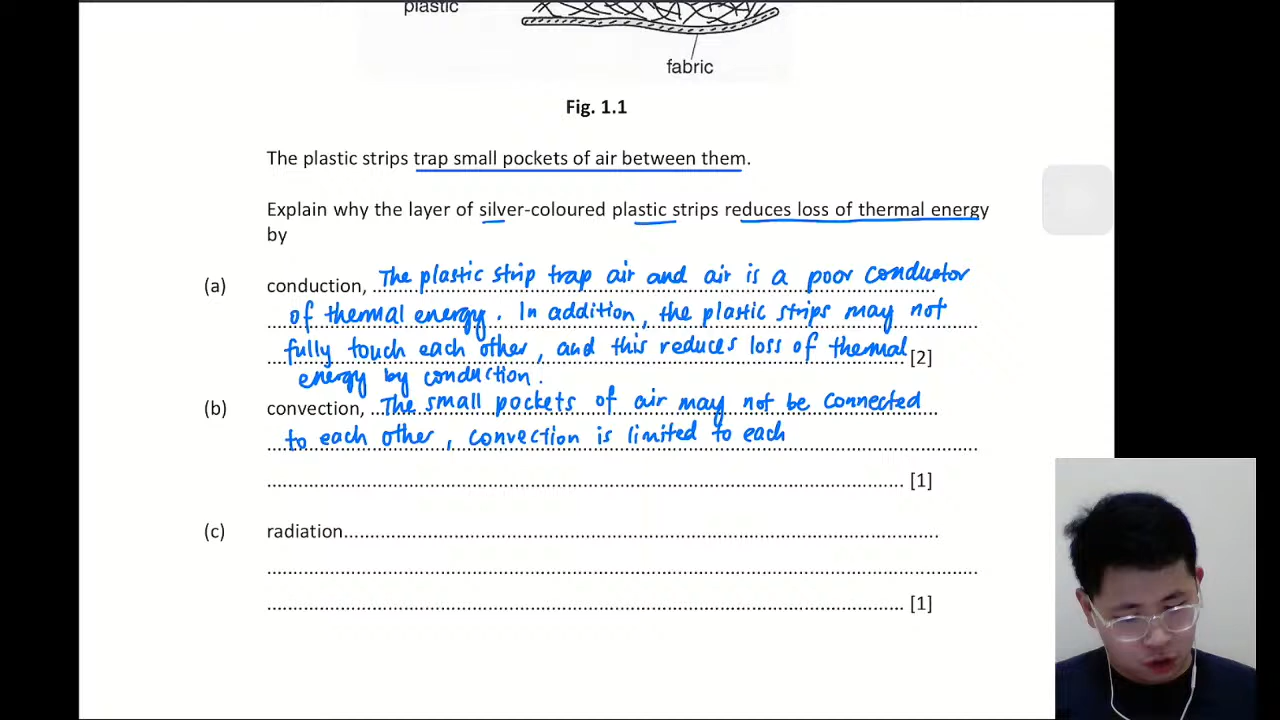 plastic
fabric
Fig. 1.1
The plastic strips trap small pockets of air between them.
Explain why the layer of silver-coloured plastic strips reduces loss of thermal energy
by
(a) conduction, The plastic strip trap air and air is a poor conductor
of thermal energy. In addition, the plastic strips may not
fully touch each other, and this reduces loss of thermal [2]
energy by conduction.
(b) convection, The small pockets of air may not be connected
to each other, convection is limited to each
[1]
(c) radiation
[1]